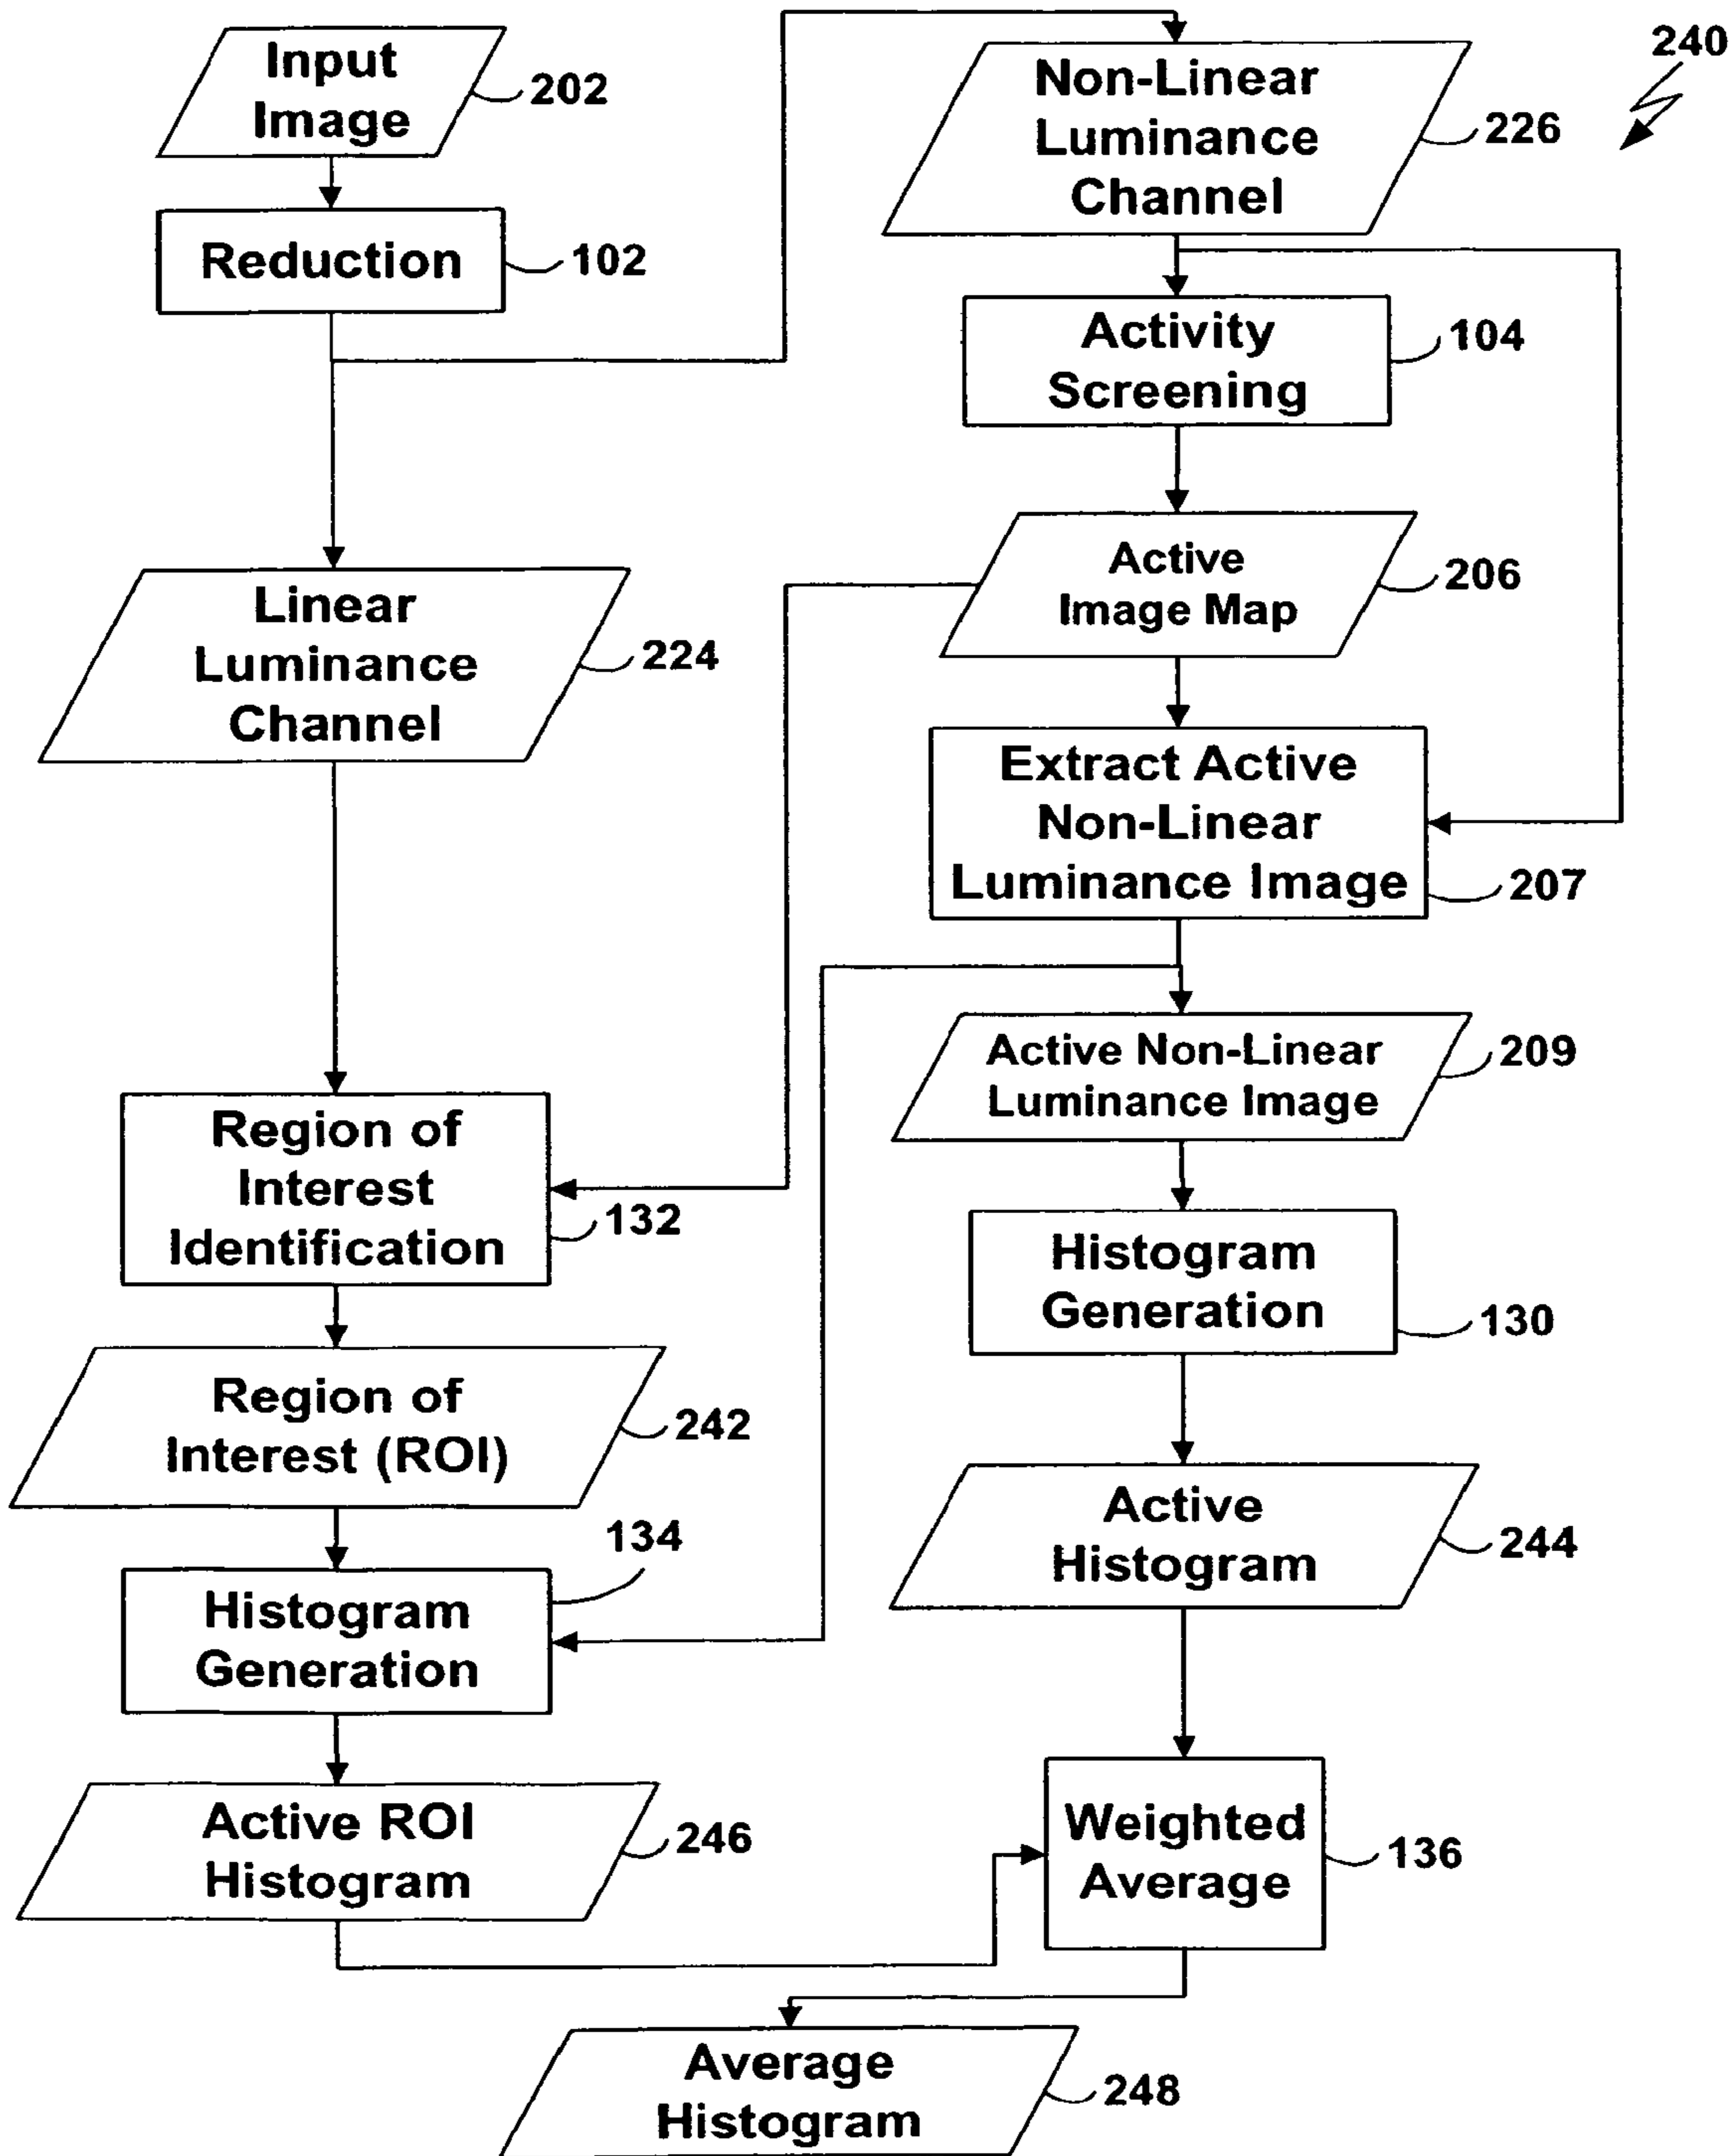 Input
Image
202
Reduction
102
Non-Linear
Luminance
Channel
226
240
Activity
Screening
104
Active
Image Map
206
Linear
Luminance
Channel
224
Extract Active
Non-Linear
Luminance Image
207
Active Non-Linear
Luminance Image
209
Region of
Interest
Identification
132
Histogram
Generation
130
Region of
Interest (ROI)
242
Active
Histogram
244
134
Histogram
Generation
Active ROI
Histogram
246
Weighted
Average
136
Average
Histogram
248